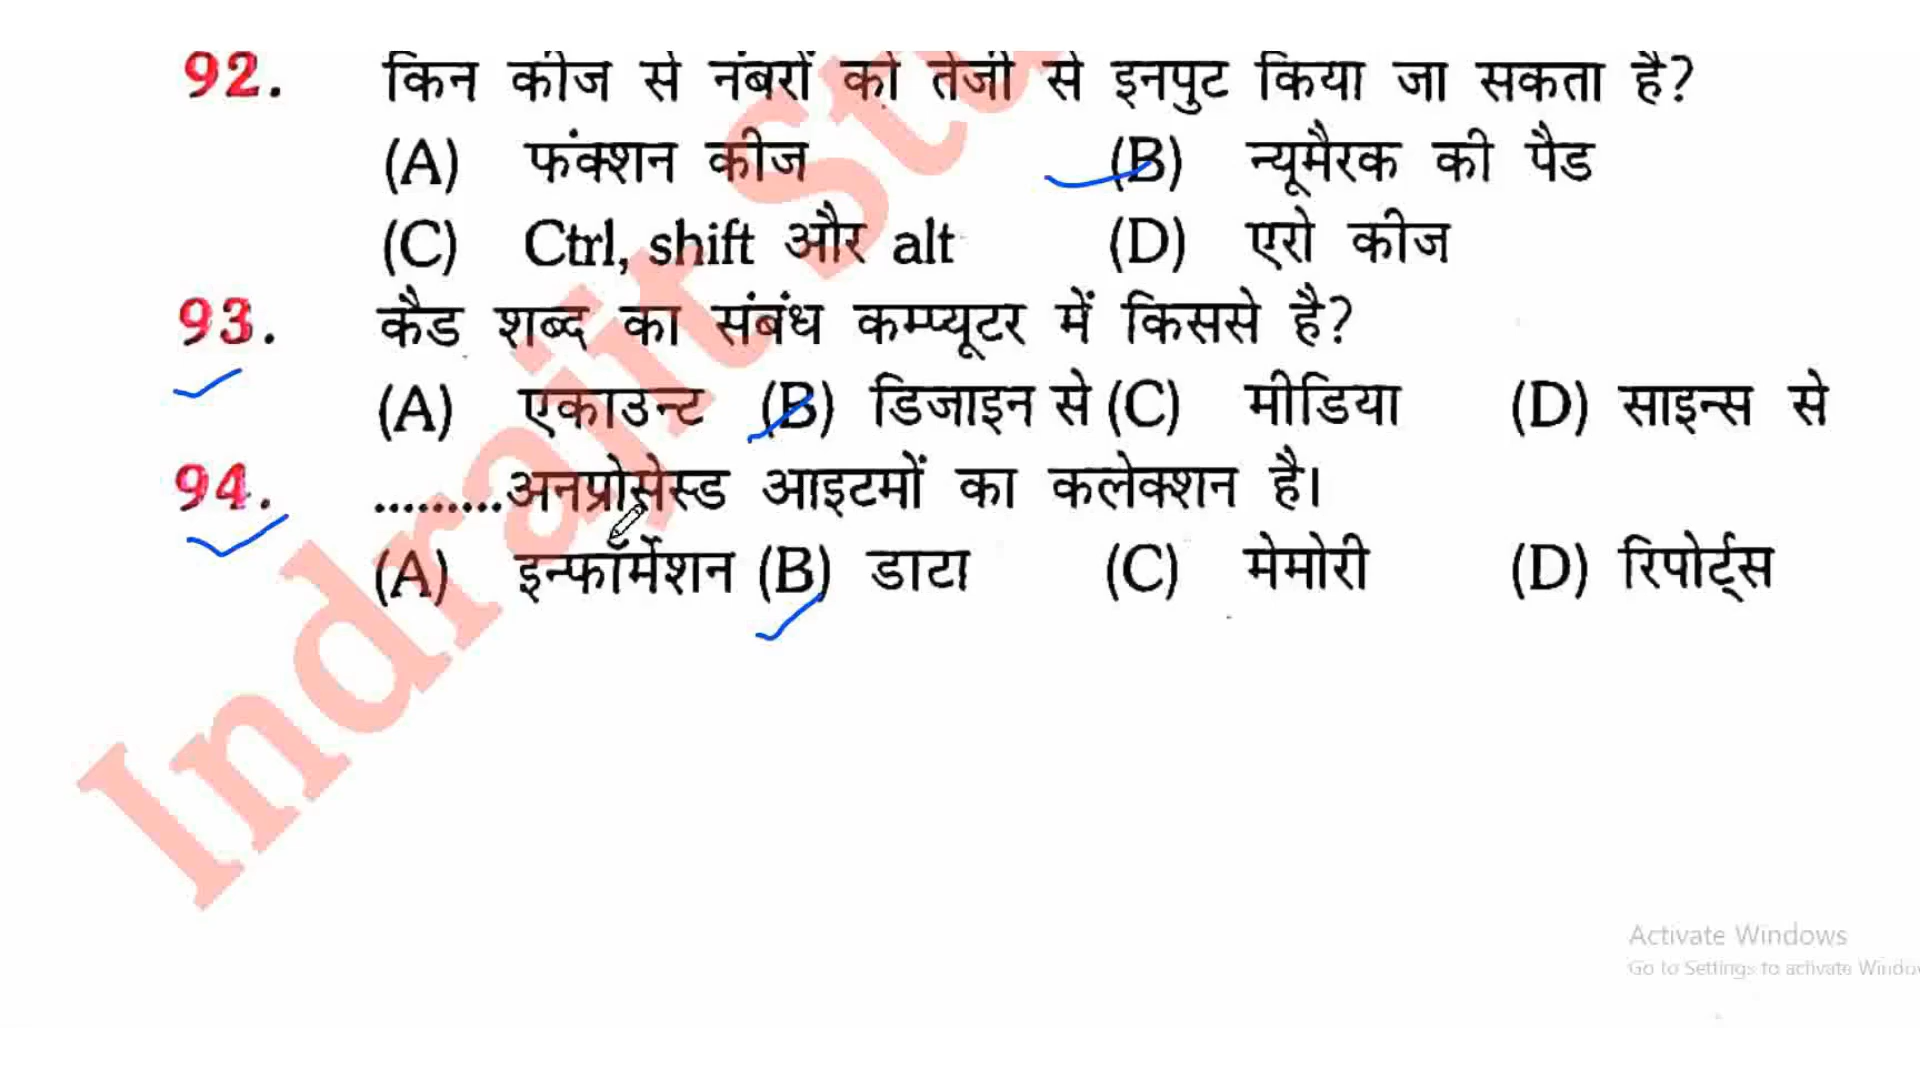 92. किन कीज से नंबरों को तेजी से इनपुट किया जा सकता है?
(A) फंक्शन कीज (B) न्यूमैरक की पैड
(C) Ctrl, shift और alt (D) एरो कीज
93. कैड शब्द का संबंध कम्प्यूटर में किससे है?
(A) एकाउन्ट (B) डिजाइन से (C) मीडिया (D) साइन्स से
94. .........अनप्रोसेस्ड आइटमों का कलेक्शन है।
(A) इन्फॉर्मेशन (B) डाटा (C) मेमोरी (D) रिपोर्ट्स
Indrajit
Activate Windows
Go to Settings to activate